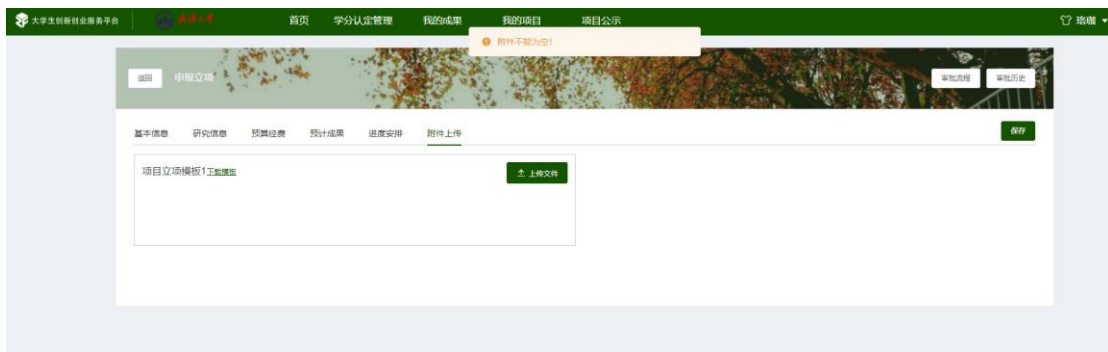 大学生创新创业服务平台
首页 学分认定管理 我的成果 我的项目 项目公示
珞珈
附件不能为空!
返回 申报立项 审批流程 审批历史
基本信息 研究信息 预算经费 预计成果 进度安排 附件上传 保存
项目立项模板1下载模板 上传文件